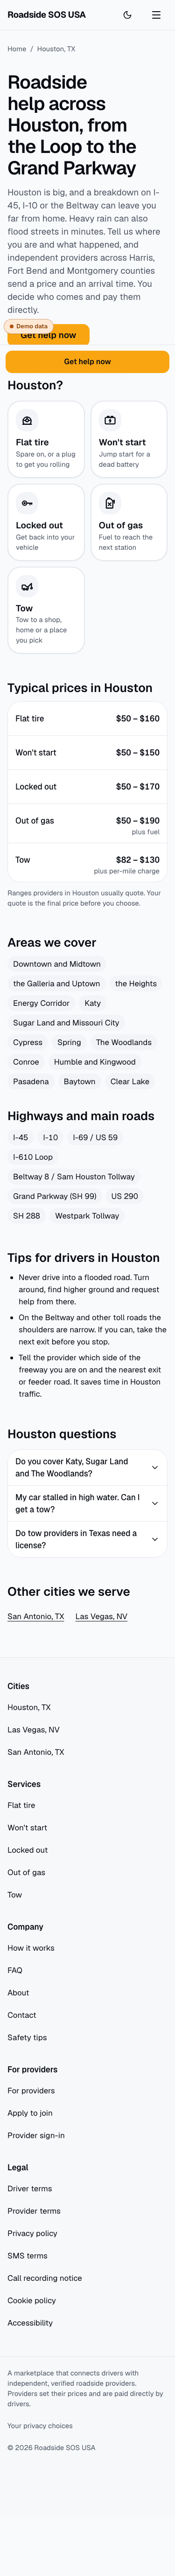 Roadside SOS USA
Home / Houston, TX
Roadside
help across
Houston, from
the Loop to the
Grand Parkway
Houston is big, and a breakdown on I-
45, I-10 or the Beltway can leave you
far from home. Heavy rain can also
flood streets in minutes. Tell us where
you are and what happened, and
independent providers across Harris,
Fort Bend and Montgomery counties
send a price and an arrival time. You
decide who comes and pay them
directly.
Demo data
Get help now
Get help now
Houston?
Flat tire
Spare on, or a plug
to get you rolling
Won't start
Jump start for a
dead battery
Locked out
Get back into your
vehicle
Out of gas
Fuel to reach the
next station
Tow
Tow to a shop,
home or a place
you pick
Typical prices in Houston
Flat tire $50 – $160
Won't start $50 – $150
Locked out $50 – $170
Out of gas $50 – $190
plus fuel
Tow $82 – $130
plus per-mile charge
Ranges providers in Houston usually quote. Your
quote is the final price before you choose.
Areas we cover
Downtown and Midtown
the Galleria and Uptown the Heights
Energy Corridor Katy
Sugar Land and Missouri City
Cypress Spring The Woodlands
Conroe Humble and Kingwood
Pasadena Baytown Clear Lake
Highways and main roads
I-45 I-10 I-69 / US 59
I-610 Loop
Beltway 8 / Sam Houston Tollway
Grand Parkway (SH 99) US 290
SH 288 Westpark Tollway
Tips for drivers in Houston
• Never drive into a flooded road. Turn
around, find higher ground and request
help from there.
• On the Beltway and other toll roads the
shoulders are narrow. If you can, take the
next exit before you stop.
• Tell the provider which side of the
freeway you are on and the nearest exit
or feeder road. It saves time in Houston
traffic.
Houston questions
Do you cover Katy, Sugar Land
and The Woodlands?
My car stalled in high water. Can I
get a tow?
Do tow providers in Texas need a
license?
Other cities we serve
San Antonio, TX Las Vegas, NV
Cities
Houston, TX
Las Vegas, NV
San Antonio, TX
Services
Flat tire
Won't start
Locked out
Out of gas
Tow
Company
How it works
FAQ
About
Contact
Safety tips
For providers
For providers
Apply to join
Provider sign-in
Legal
Driver terms
Provider terms
Privacy policy
SMS terms
Call recording notice
Cookie policy
Accessibility
A marketplace that connects drivers with
independent, verified roadside providers.
Providers set their prices and are paid directly by
drivers.
Your privacy choices
© 2026 Roadside SOS USA